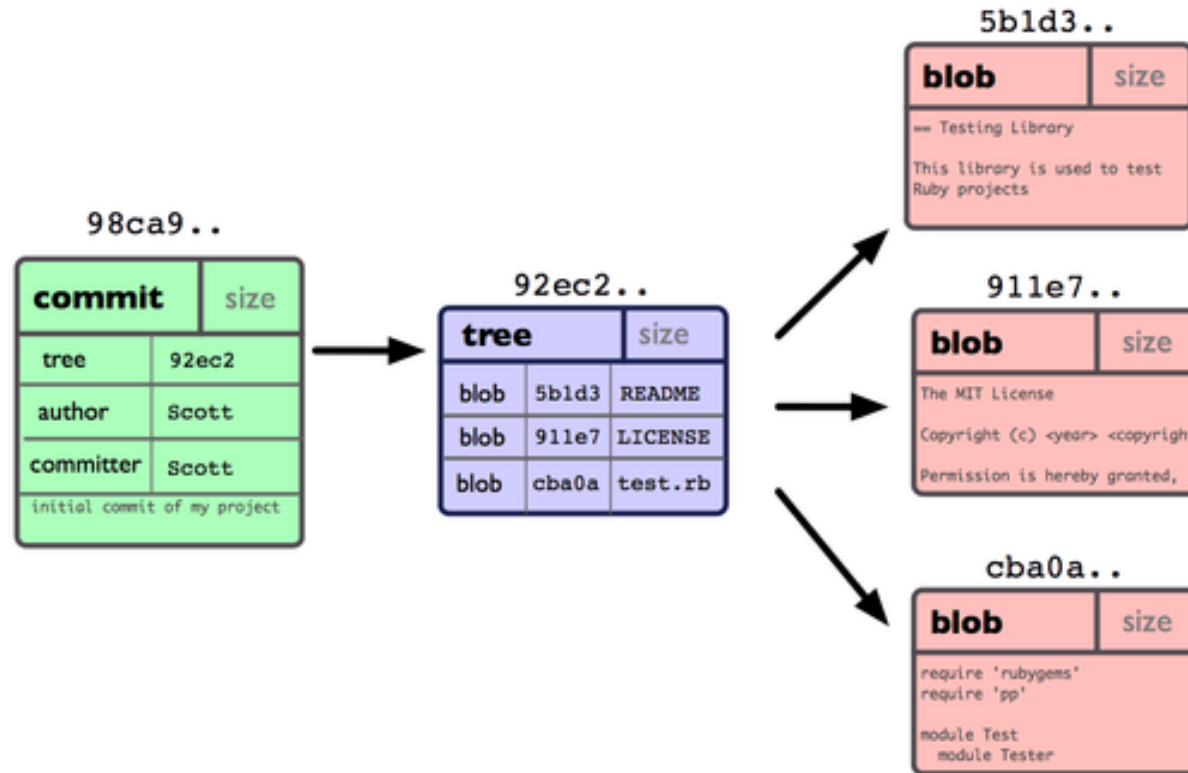 98ca9..
commit size
tree 92ec2
author Scott
committer Scott
initial commit of my project
92ec2..
tree size
blob 5b1d3 README
blob 911e7 LICENSE
blob cba0a test.rb
5b1d3..
blob size
== Testing Library
This library is used to test
Ruby projects
911e7..
blob size
The MIT License
Copyright (c) <year> <copyright
Permission is hereby granted,
cba0a..
blob size
require 'rubygems'
require 'pp'
module Test
module Tester